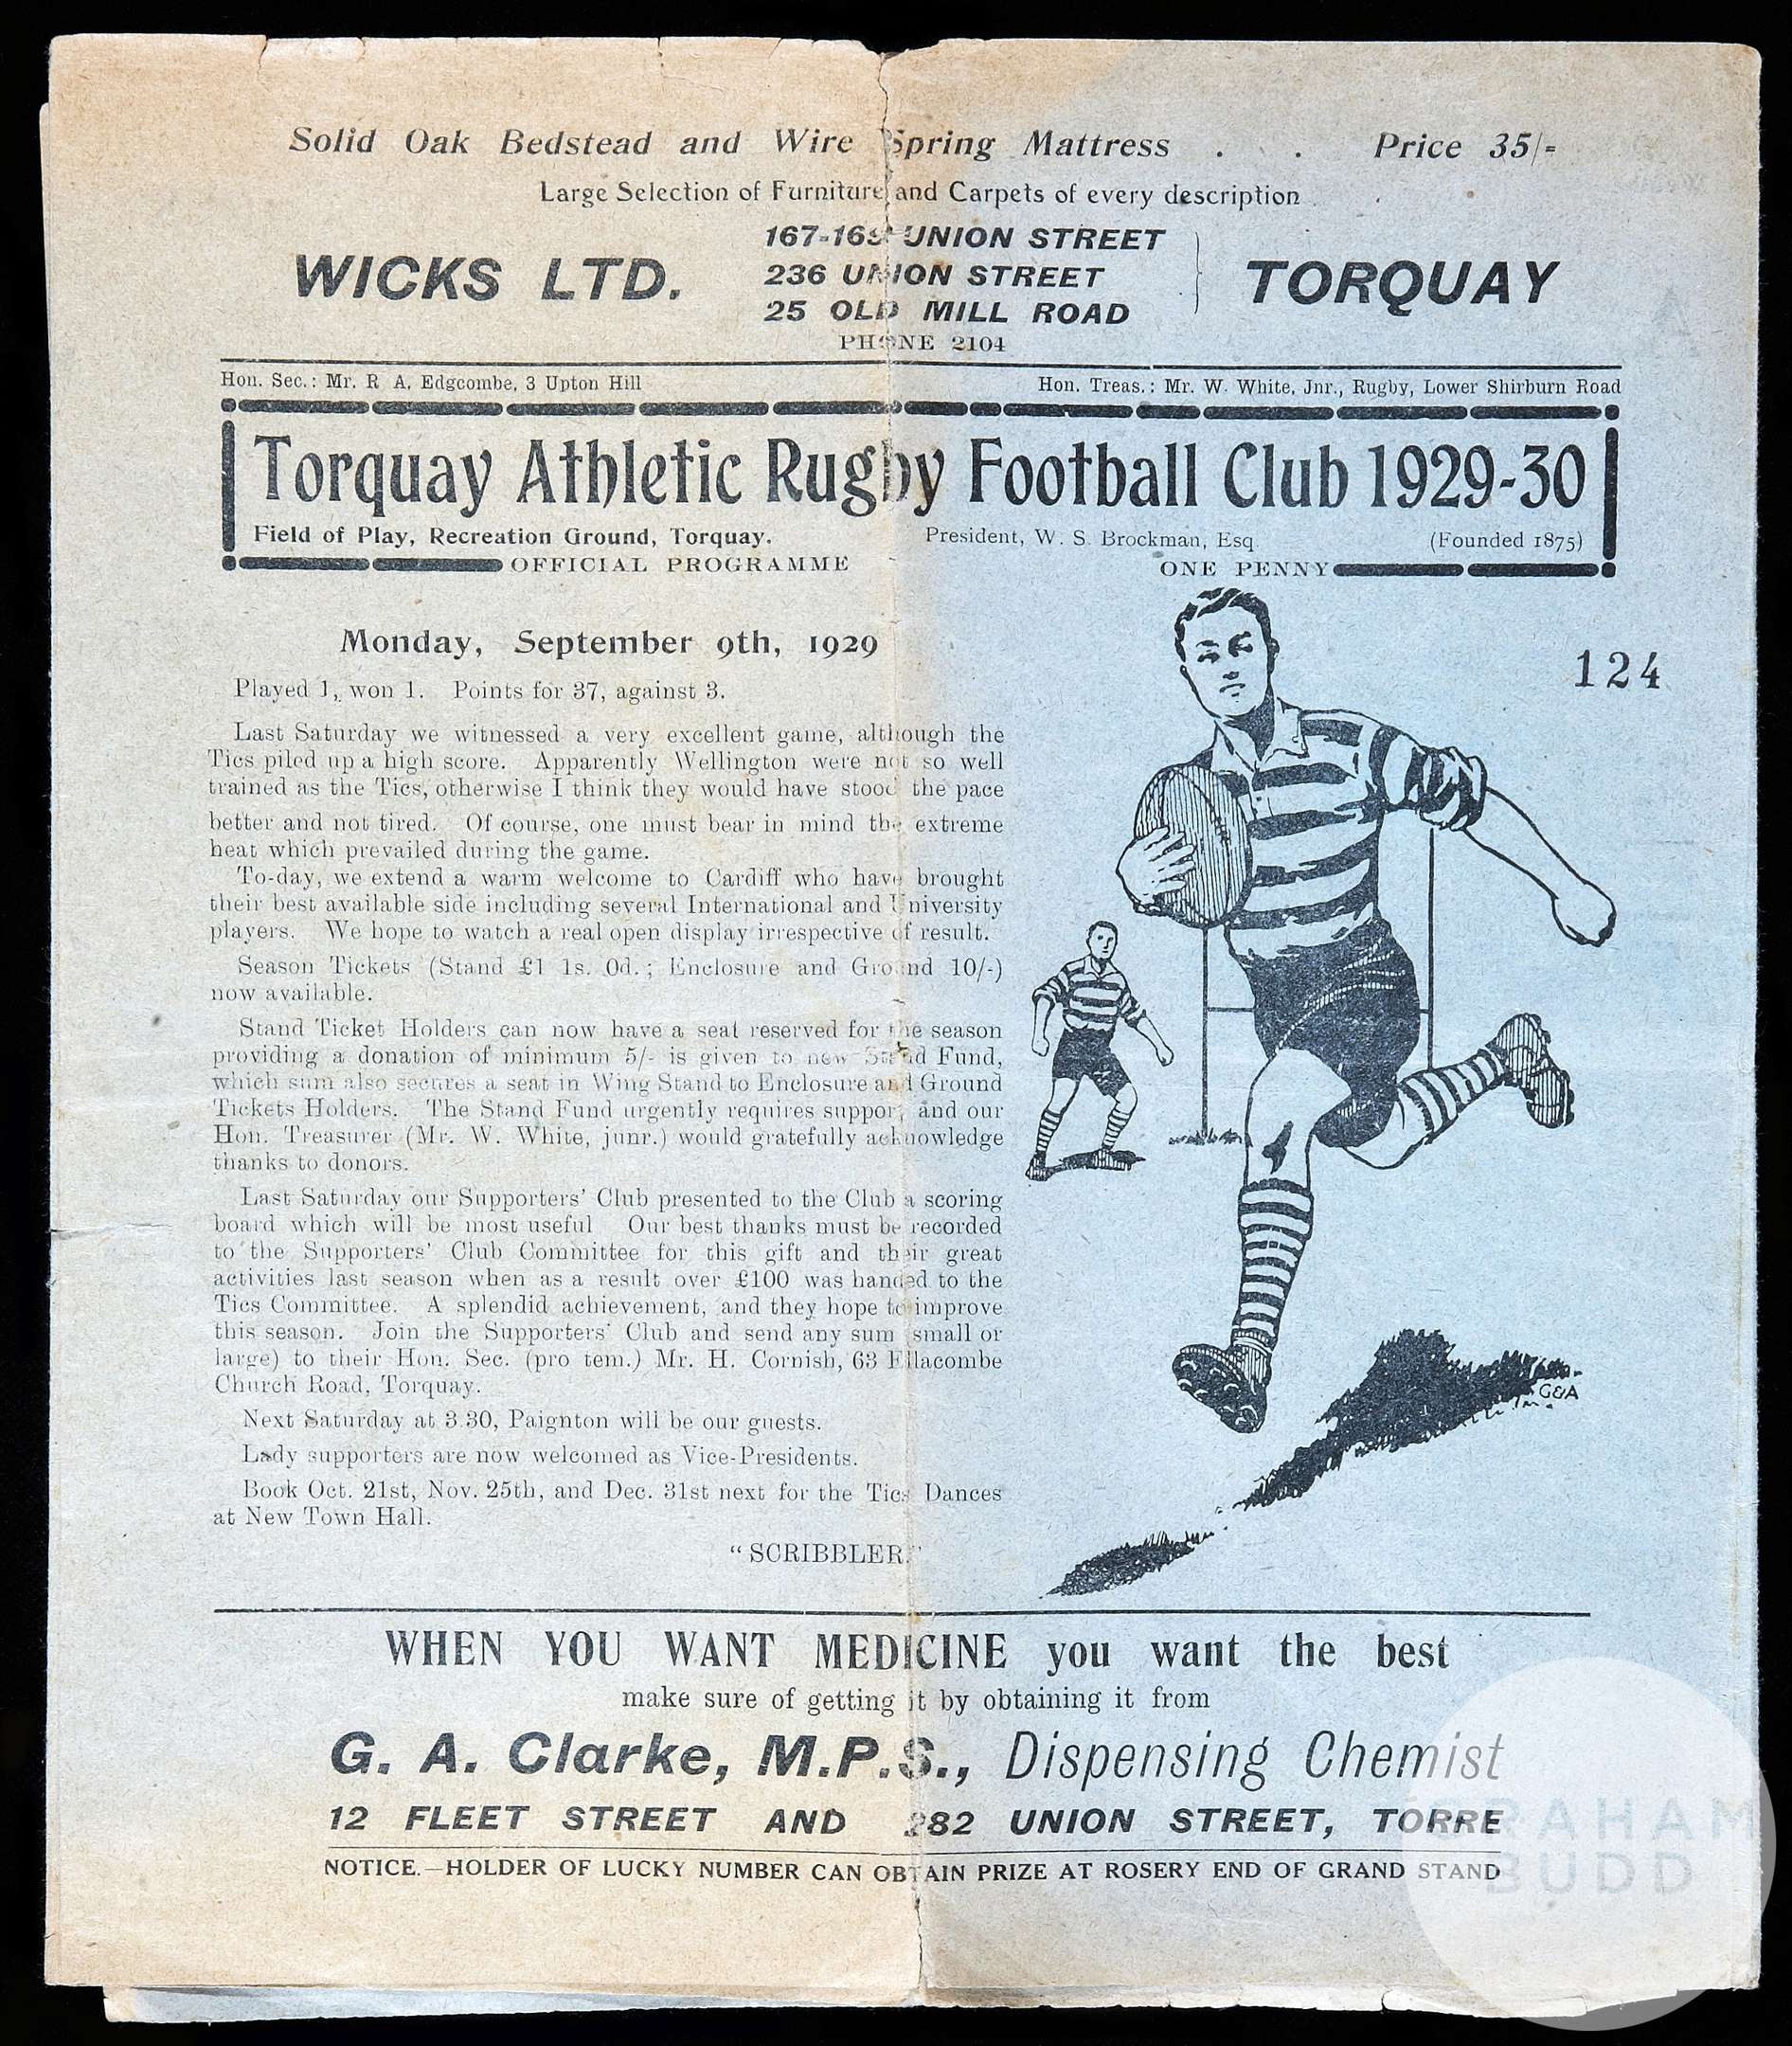 Solid Oak Bedstead and Wire Spring Mattress . . Price 35/=
Large Selection of Furniture and Carpets of every description
WICKS LTD.
167-169 UNION STREET
236 UNION STREET
25 OLD MILL ROAD
TORQUAY
PHONE 2104
Hon. Sec.: Mr. R A. Edgcombe, 3 Upton Hill
Hon. Treas.: Mr. W. White, Jnr., Rugby, Lower Shirburn Road
Torquay Athletic Rugby Football Club 1929-30
Field of Play, Recreation Ground, Torquay. President, W. S. Brockman, Esq (Founded 1875)
OFFICIAL PROGRAMME ONE PENNY
Monday, September 9th, 1929
124
Played 1, won 1. Points for 37, against 3.
Last Saturday we witnessed a very excellent game, although the
Tics piled up a high score. Apparently Wellington were not so well
trained as the Tics, otherwise I think they would have stood the pace
better and not tired. Of course, one must bear in mind the extreme
heat which prevailed during the game.
To-day, we extend a warm welcome to Cardiff who have brought
their best available side including several International and University
players. We hope to watch a real open display irrespective of result.
Season Tickets (Stand £1 1s. 0d.; Enclosure and Ground 10/-)
now available.
Stand Ticket Holders can now have a seat reserved for the season
providing a donation of minimum 5/- is given to new Stand Fund,
which sum also secures a seat in Wing Stand to Enclosure and Ground
Tickets Holders. The Stand Fund urgently requires support, and our
Hon. Treasurer (Mr. W. White, junr.) would gratefully acknowledge
thanks to donors.
Last Saturday our Supporters' Club presented to the Club a scoring
board which will be most useful Our best thanks must be recorded
to the Supporters' Club Committee for this gift and their great
activities last season when as a result over £100 was handed to the
Tics Committee. A splendid achievement, and they hope to improve
this season. Join the Supporters' Club and send any sum (small or
large) to their Hon. Sec. (pro tem.) Mr. H. Cornish, 63 Ellacombe
Church Road, Torquay.
Next Saturday at 3.30, Paignton will be our guests.
Lady supporters are now welcomed as Vice-Presidents.
Book Oct. 21st, Nov. 25th, and Dec. 31st next for the Tics Dances
at New Town Hall.
"SCRIBBLER."
G&A
WHEN YOU WANT MEDICINE you want the best
make sure of getting it by obtaining it from
G. A. Clarke, M.P.S., Dispensing Chemist
12 FLEET STREET AND 282 UNION STREET, TORRE
NOTICE.—HOLDER OF LUCKY NUMBER CAN OBTAIN PRIZE AT ROSERY END OF GRAND STAND
GRAHAM
BUDD